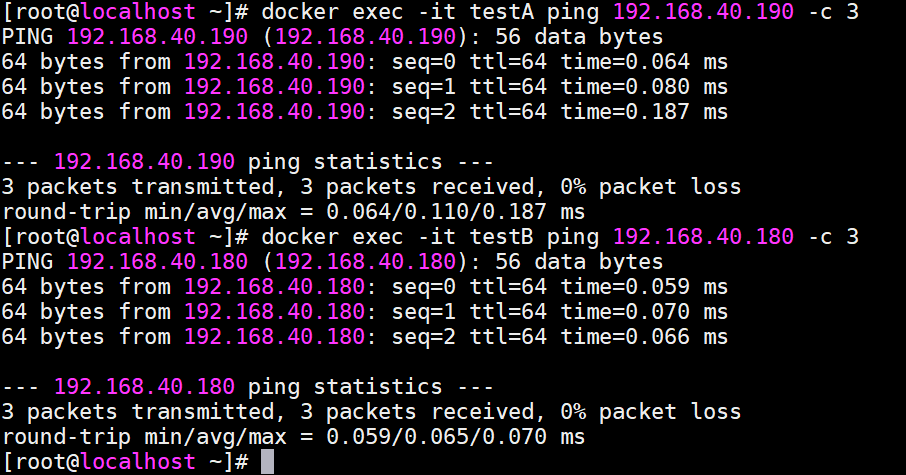 [root@localhost ~]# docker exec -it testA ping 192.168.40.190 -c 3
PING 192.168.40.190 (192.168.40.190): 56 data bytes
64 bytes from 192.168.40.190: seq=0 ttl=64 time=0.064 ms
64 bytes from 192.168.40.190: seq=1 ttl=64 time=0.080 ms
64 bytes from 192.168.40.190: seq=2 ttl=64 time=0.187 ms
--- 192.168.40.190 ping statistics ---
3 packets transmitted, 3 packets received, 0% packet loss
round-trip min/avg/max = 0.064/0.110/0.187 ms
[root@localhost ~]# docker exec -it testB ping 192.168.40.180 -c 3
PING 192.168.40.180 (192.168.40.180): 56 data bytes
64 bytes from 192.168.40.180: seq=0 ttl=64 time=0.059 ms
64 bytes from 192.168.40.180: seq=1 ttl=64 time=0.070 ms
64 bytes from 192.168.40.180: seq=2 ttl=64 time=0.066 ms
--- 192.168.40.180 ping statistics ---
3 packets transmitted, 3 packets received, 0% packet loss
round-trip min/avg/max = 0.059/0.065/0.070 ms
[root@localhost ~]#